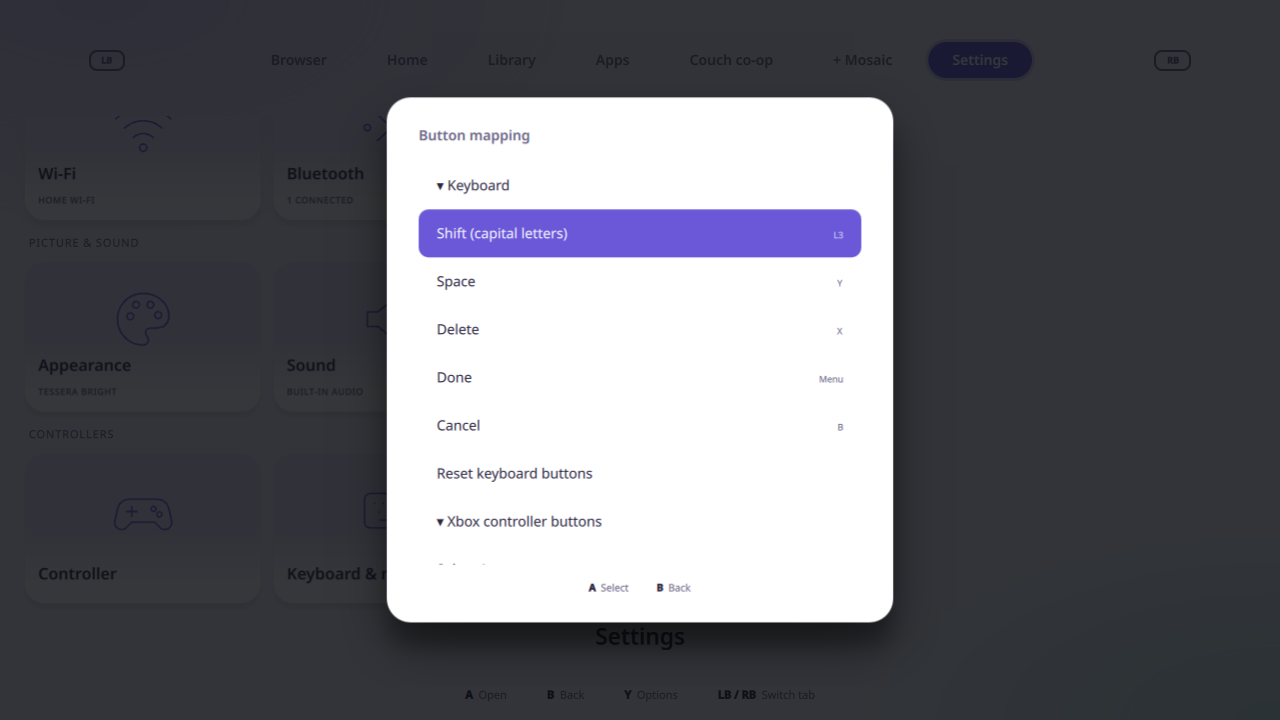 LB Browser Home Library Apps Couch co-op + Mosaic Settings RB
Button mapping
▾ Keyboard
Shift (capital letters) L3
Space Y
Delete X
Done Menu
Cancel B
Reset keyboard buttons
▾ Xbox controller buttons
A Select B Back
Wi-Fi
HOME WI-FI
Bluetooth
1 CONNECTED
PICTURE & SOUND
Appearance
TESSERA BRIGHT
Sound
BUILT-IN AUDIO
CONTROLLERS
Controller
Keyboard &
Settings
A Open B Back Y Options LB / RB Switch tab